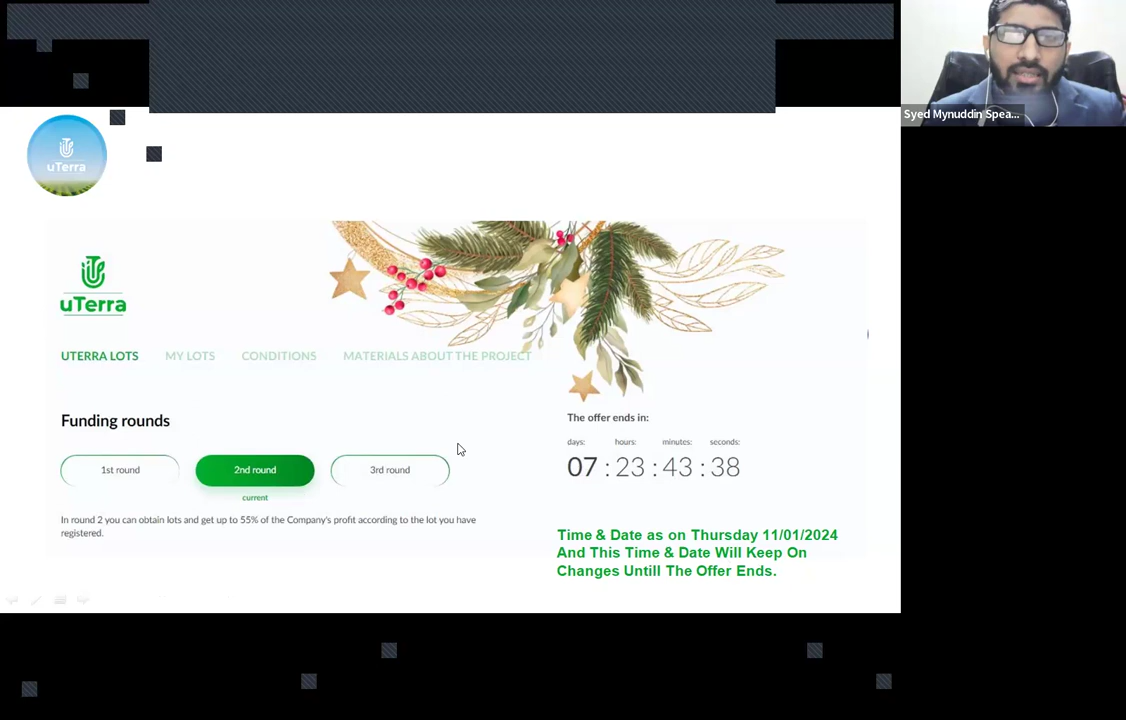 Syed Mynuddin Spea...
uTerra
uTerra
UTERRA LOTS MY LOTS CONDITIONS MATERIALS ABOUT THE PROJECT
Funding rounds
The offer ends in:
days: hours: minutes: seconds:
07 : 23 : 43 : 38
1st round 2nd round 3rd round
current
In round 2 you can obtain lots and get up to 55% of the Company's profit according to the lot you have
registered.
Time & Date as on Thursday 11/01/2024
And This Time & Date Will Keep On
Changes Untill The Offer Ends.